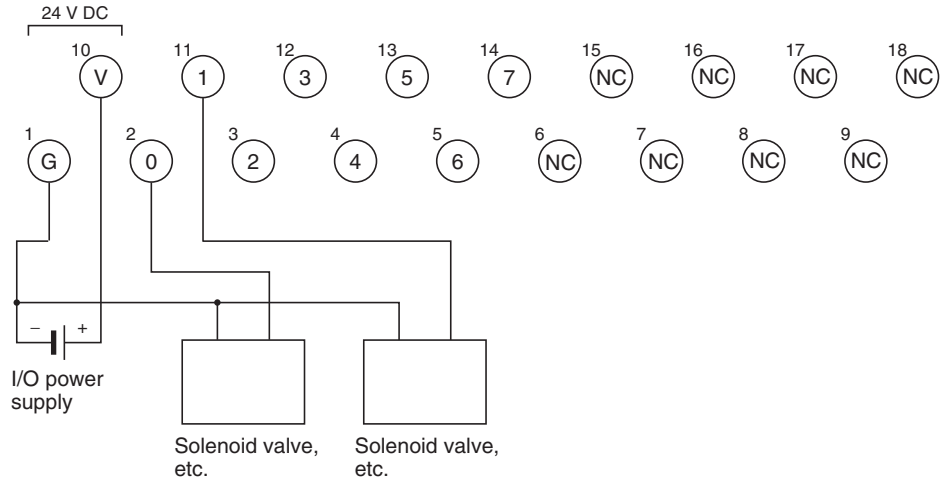 24 V DC
10 11 12 13 14 15 16 17 18
V 1 3 5 7 NC NC NC NC
1 2 3 4 5 6 7 8 9
G 0 2 4 6 NC NC NC NC
– +
I/O power
supply
Solenoid valve,
etc.
Solenoid valve,
etc.